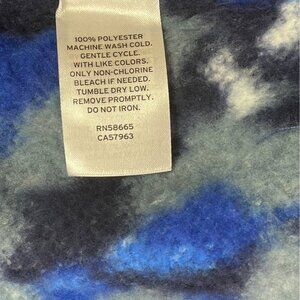 100% POLYESTER
MACHINE WASH COLD.
GENTLE CYCLE.
WITH LIKE COLORS.
ONLY NON-CHLORINE
BLEACH IF NEEDED.
TUMBLE DRY LOW.
REMOVE PROMPTLY.
DO NOT IRON.
RN58665
CA57963